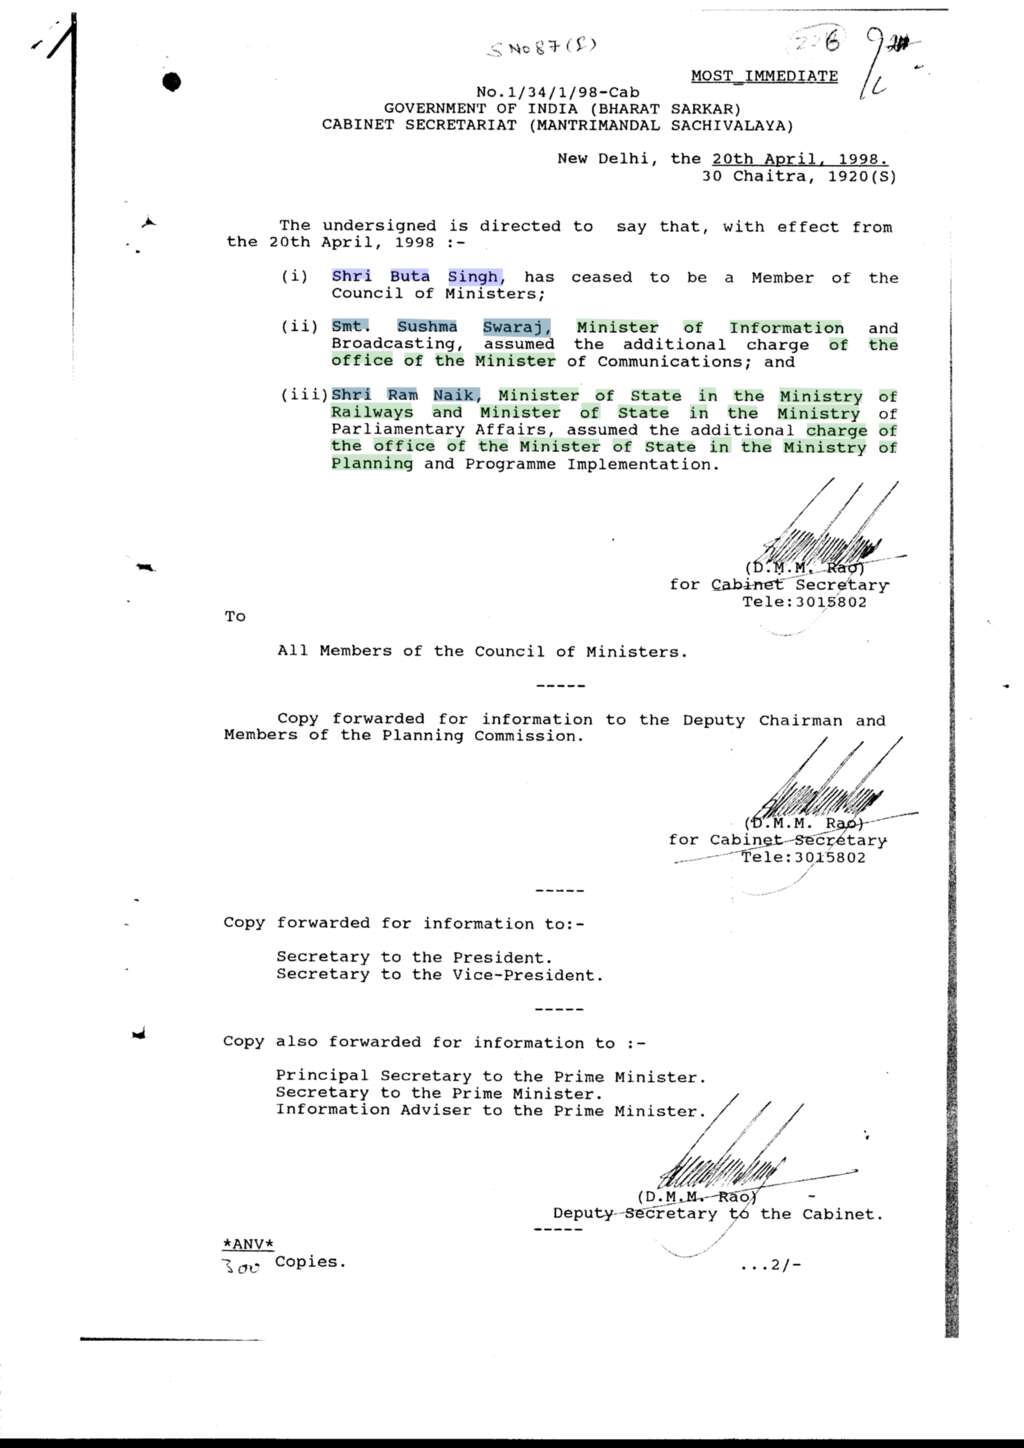 S No 87(S)
6
MOST IMMEDIATE
No.1/34/1/98-Cab
GOVERNMENT OF INDIA (BHARAT SARKAR)
CABINET SECRETARIAT (MANTRIMANDAL SACHIVALAYA)
New Delhi, the 20th April, 1998.
30 Chaitra, 1920(S)
The undersigned is directed to say that, with effect from
the 20th April, 1998 :-
(i) Shri Buta Singh, has ceased to be a Member of the
Council of Ministers;
(ii) Smt. Sushma Swaraj, Minister of Information and
Broadcasting, assumed the additional charge of the
office of the Minister of Communications; and
(iii) Shri Ram Naik, Minister of State in the Ministry of
Railways and Minister of State in the Ministry of
Parliamentary Affairs, assumed the additional charge of
the office of the Minister of State in the Ministry of
Planning and Programme Implementation.
(D.M.M. Rao)
for Cabinet Secretary
Tele:3015802
To
All Members of the Council of Ministers.
-----
Copy forwarded for information to the Deputy Chairman and
Members of the Planning Commission.
(D.M.M. Rao)
for Cabinet Secretary
Tele:3015802
-----
Copy forwarded for information to:-
Secretary to the President.
Secretary to the Vice-President.
-----
Copy also forwarded for information to :-
Principal Secretary to the Prime Minister.
Secretary to the Prime Minister.
Information Adviser to the Prime Minister.
(D.M.M. Rao)
Deputy Secretary to the Cabinet.
-----
*ANV*
300 Copies.
...2/-